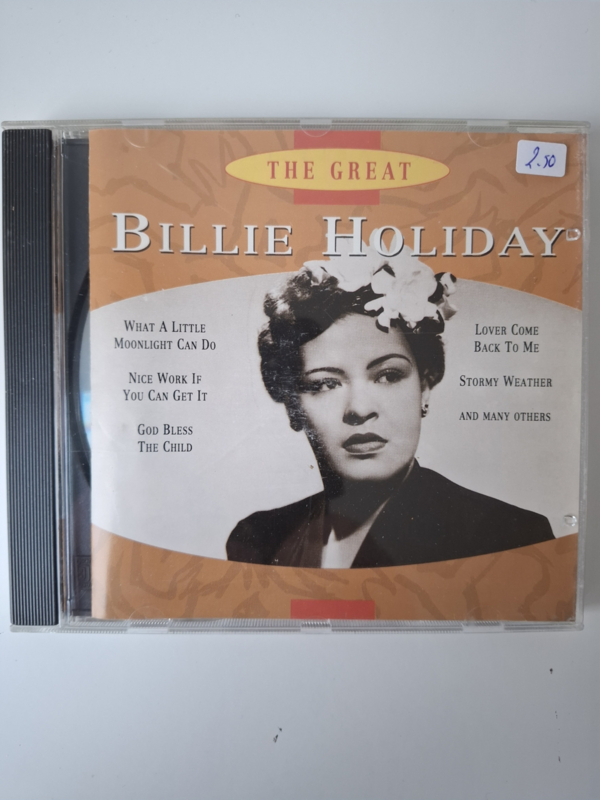 THE GREAT
2.50
BILLIE HOLIDAY
WHAT A LITTLE
MOONLIGHT CAN DO
NICE WORK IF
YOU CAN GET IT
GOD BLESS
THE CHILD
LOVER COME
BACK TO ME
STORMY WEATHER
AND MANY OTHERS